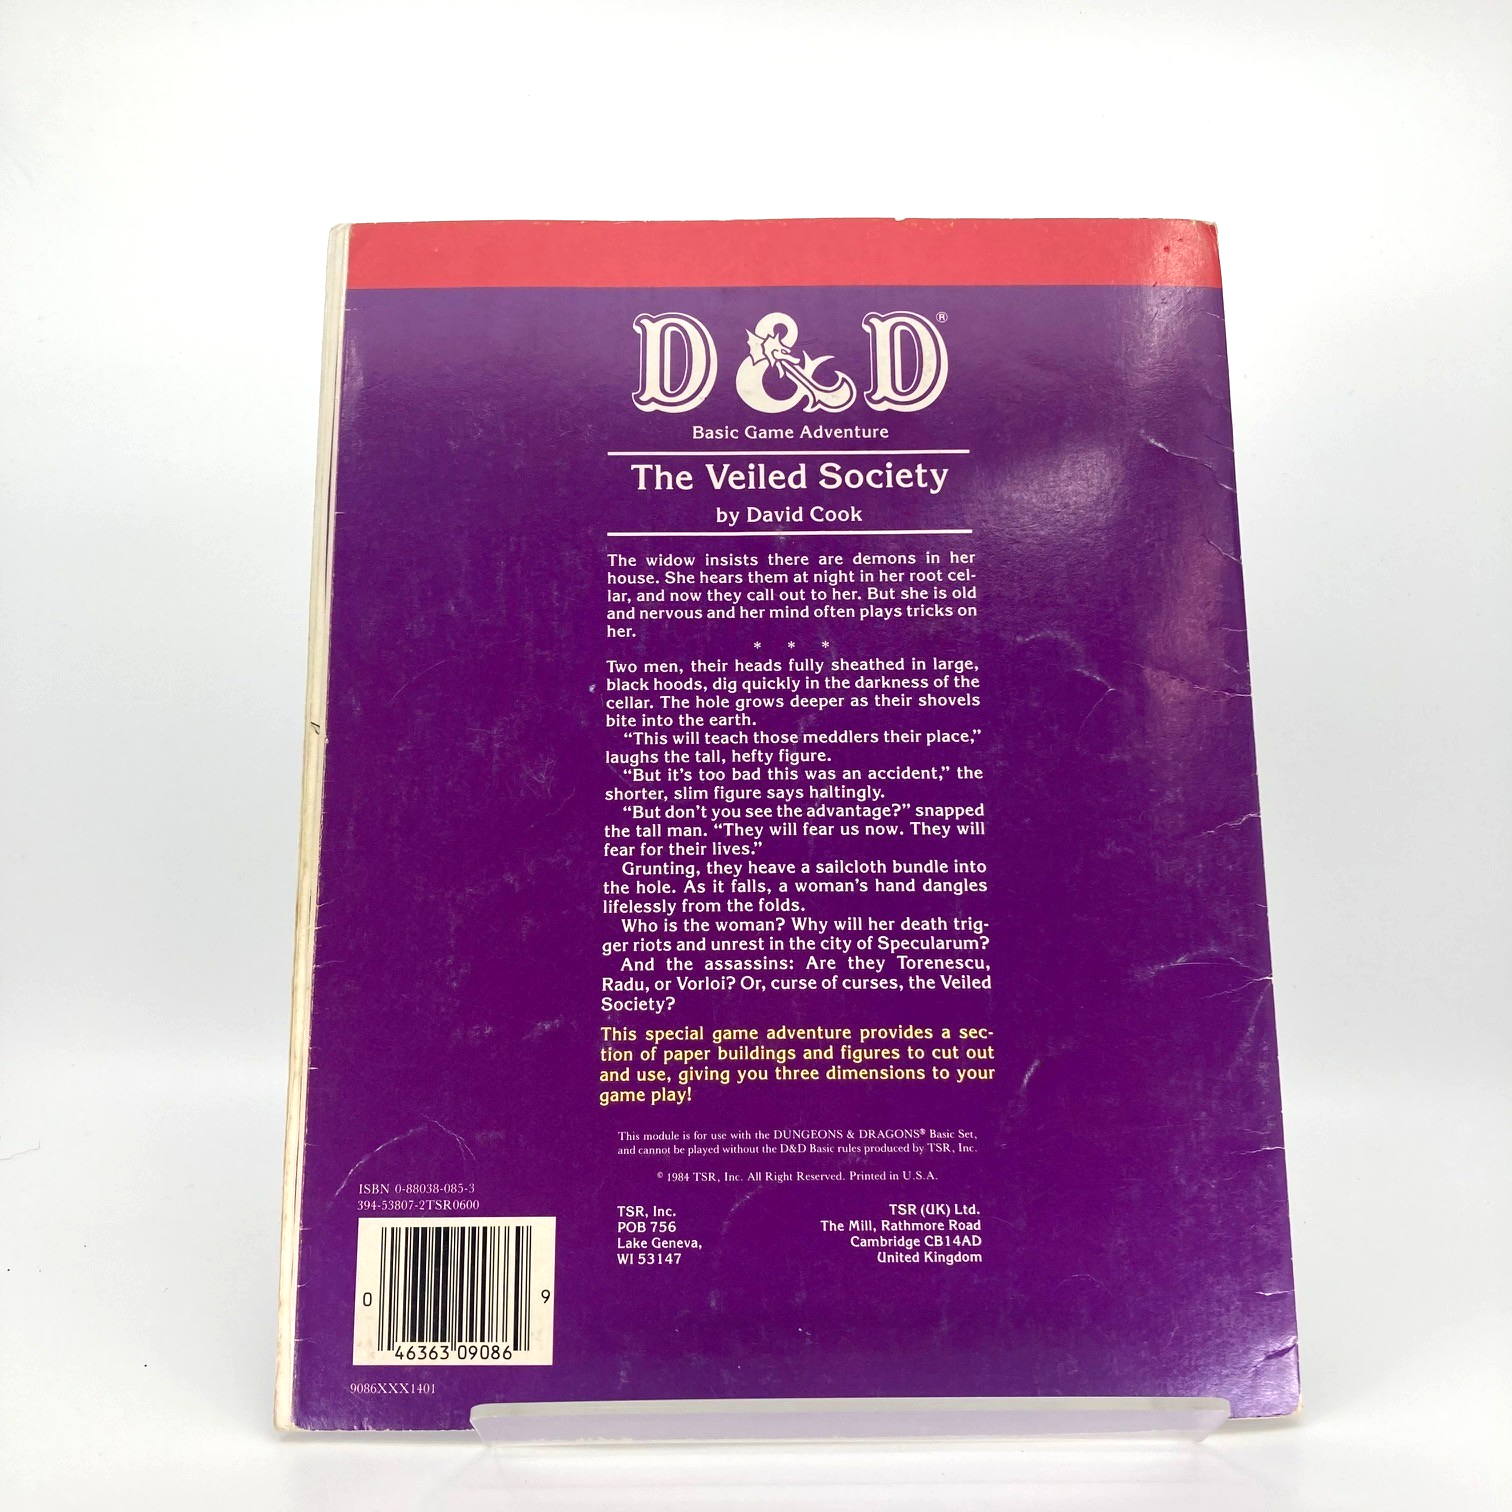 D&D®
Basic Game Adventure
The Veiled Society
by David Cook
The widow insists there are demons in her
house. She hears them at night in her root cel-
lar, and now they call out to her. But she is old
and nervous and her mind often plays tricks on
her.
* * *
Two men, their heads fully sheathed in large,
black hoods, dig quickly in the darkness of the
cellar. The hole grows deeper as their shovels
bite into the earth.
“This will teach those meddlers their place,”
laughs the tall, hefty figure.
“But it’s too bad this was an accident,” the
shorter, slim figure says haltingly.
“But don’t you see the advantage?” snapped
the tall man. “They will fear us now. They will
fear for their lives.”
Grunting, they heave a sailcloth bundle into
the hole. As it falls, a woman’s hand dangles
lifelessly from the folds.
Who is the woman? Why will her death trig-
ger riots and unrest in the city of Specularum?
And the assassins: Are they Torenescu,
Radu, or Vorloi? Or, curse of curses, the Veiled
Society?
This special game adventure provides a sec-
tion of paper buildings and figures to cut out
and use, giving you three dimensions to your
game play!
This module is for use with the DUNGEONS & DRAGONS® Basic Set,
and cannot be played without the D&D Basic rules produced by TSR, Inc.
© 1984 TSR, Inc. All Right Reserved. Printed in U.S.A.
TSR, Inc.
POB 756
Lake Geneva,
WI 53147
TSR (UK) Ltd.
The Mill, Rathmore Road
Cambridge CB14AD
United Kingdom
ISBN 0-88038-085-3
394-53807-2TSR0600
0 46363 09086 9
9086XXX1401